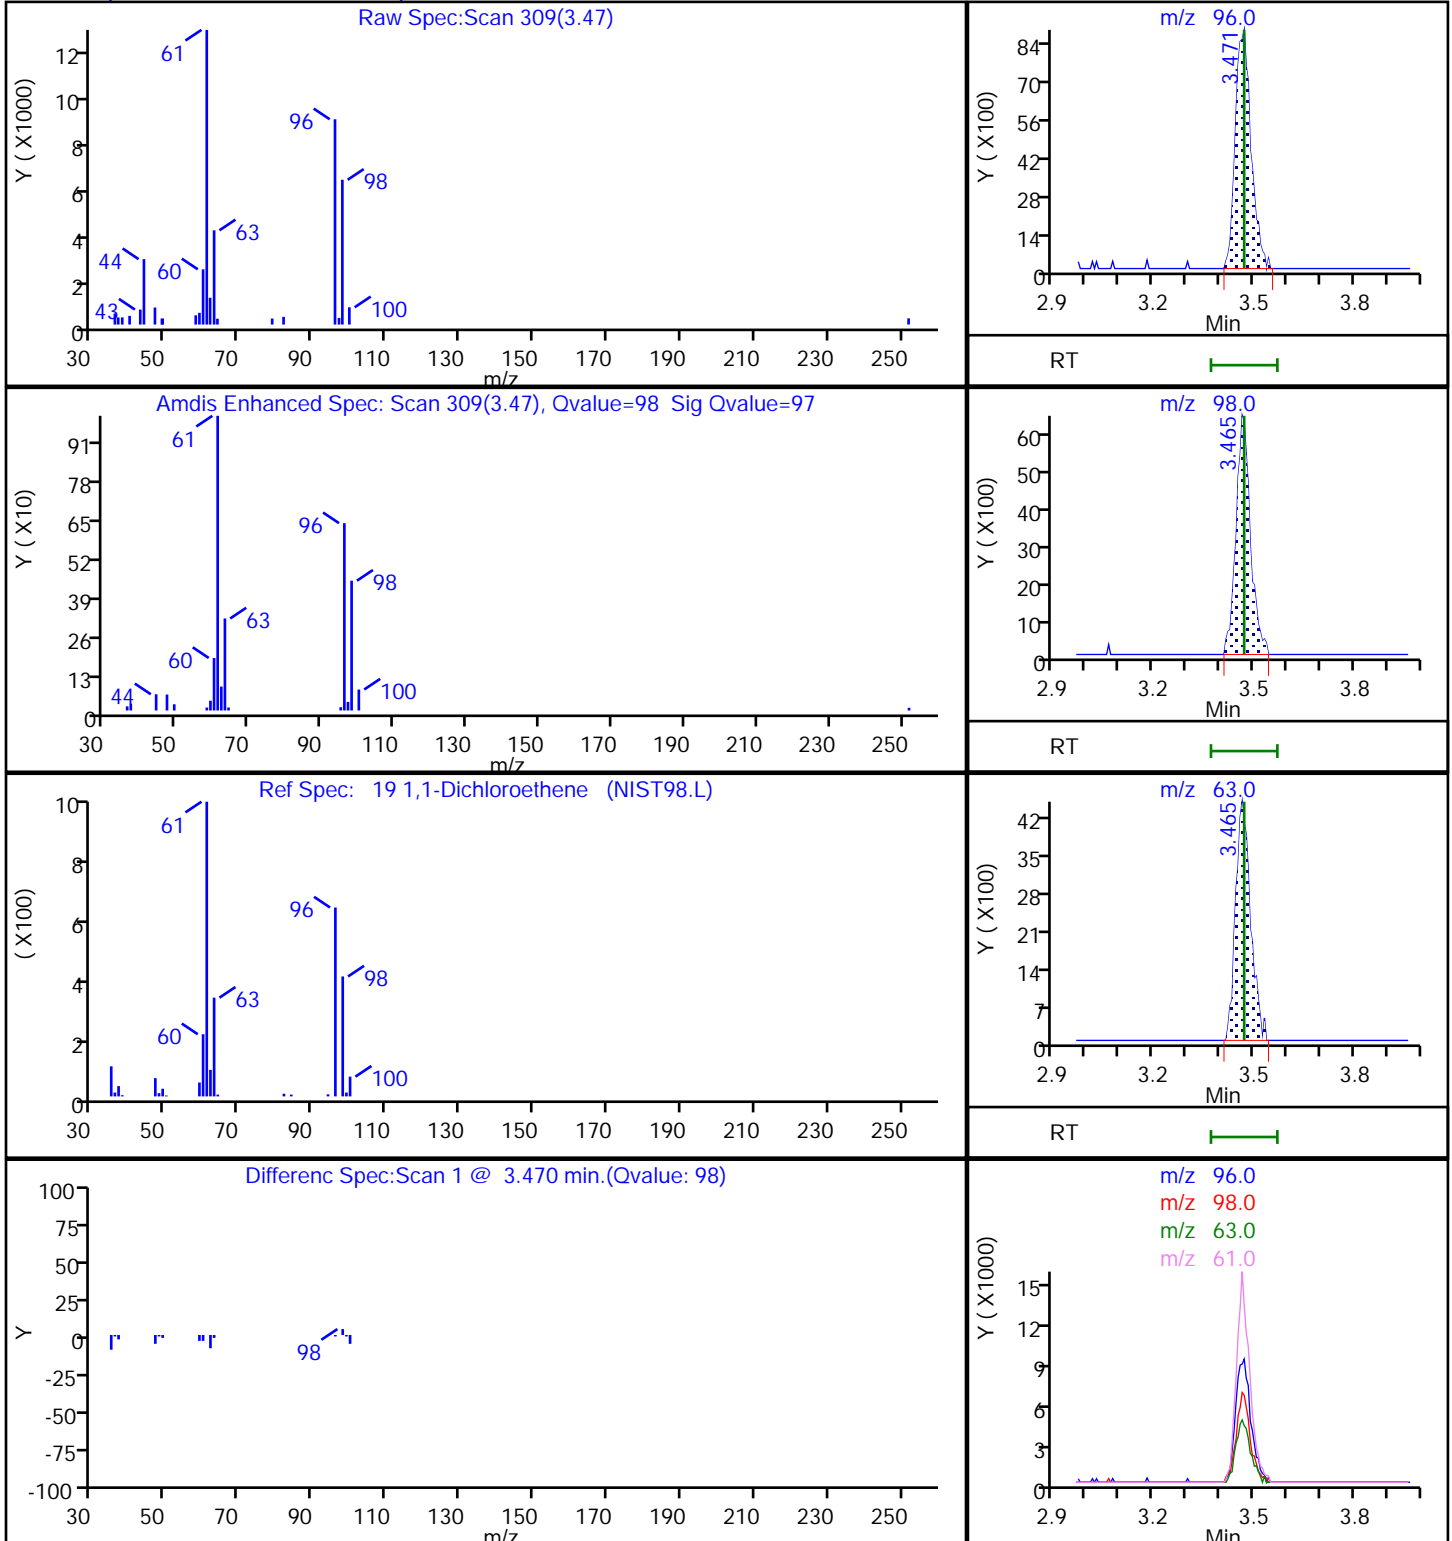 Raw Spec:Scan 309(3.47)
Y ( X1000)
12
10
8
6
4
2
0
61
96
98
63
44
60
43
100
30 50 70 90 110 130 150 170 190 210 230 250
m/z
m/z 96.0
Y ( X100)
84
70
56
42
28
14
0
3.471
2.9 3.2 3.5 3.8
Min
RT
Amdis Enhanced Spec: Scan 309(3.47), Qvalue=98 Sig Qvalue=97
Y ( X10)
91
78
65
52
39
26
13
0
61
96
98
63
60
44
100
30 50 70 90 110 130 150 170 190 210 230 250
m/z
m/z 98.0
Y ( X100)
60
50
40
30
20
10
0
3.465
2.9 3.2 3.5 3.8
Min
RT
Ref Spec: 19 1,1-Dichloroethene (NIST98.L)
( X100)
10
8
6
4
2
0
61
96
98
63
60
100
30 50 70 90 110 130 150 170 190 210 230 250
m/z 63.0
Y ( X100)
42
35
28
21
14
7
0
3.465
2.9 3.2 3.5 3.8
Min
RT
Differenc Spec:Scan 1 @ 3.470 min.(Qvalue: 98)
Y
100
75
50
25
0
-25
-50
-75
-100
98
30 50 70 90 110 130 150 170 190 210 230 250
m/z
m/z 96.0
m/z 98.0
m/z 63.0
m/z 61.0
Y ( X1000)
15
12
9
6
3
0
2.9 3.2 3.5 3.8
Min